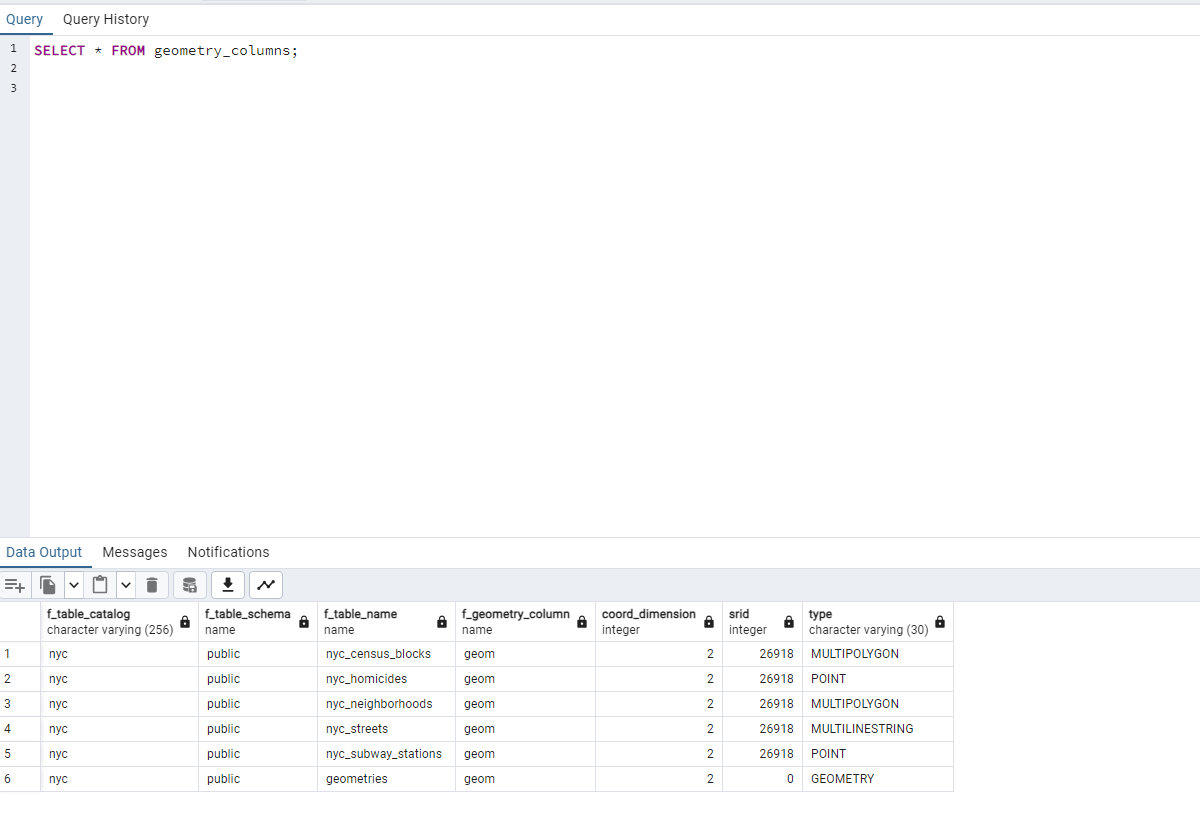 Query Query History
1 SELECT * FROM geometry_columns;
2
3
Data Output Messages Notifications
f_table_catalog f_table_schema f_table_name f_geometry_column coord_dimension srid type
character varying (256) name name name integer integer character varying (30)
1 nyc public nyc_census_blocks geom 2 26918 MULTIPOLYGON
2 nyc public nyc_homicides geom 2 26918 POINT
3 nyc public nyc_neighborhoods geom 2 26918 MULTIPOLYGON
4 nyc public nyc_streets geom 2 26918 MULTILINESTRING
5 nyc public nyc_subway_stations geom 2 26918 POINT
6 nyc public geometries geom 2 0 GEOMETRY